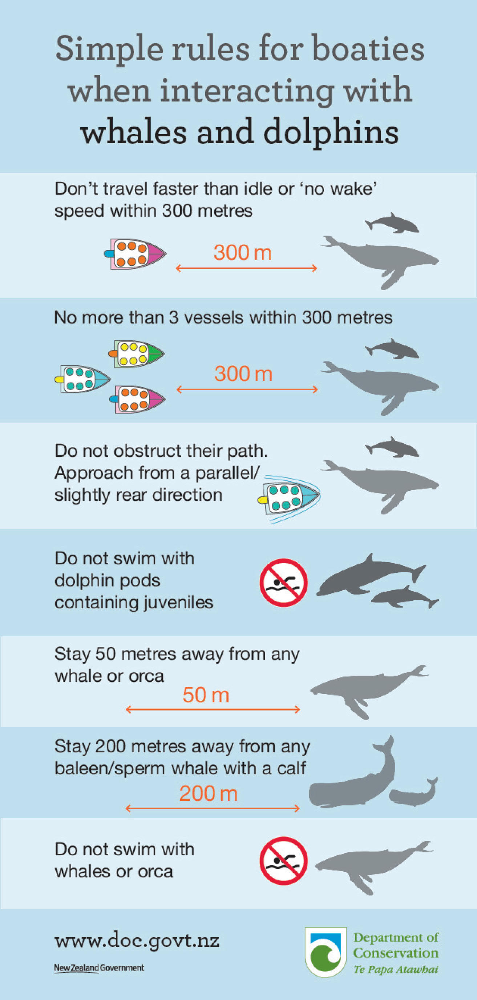 Simple rules for boaties
when interacting with
whales and dolphins
Don’t travel faster than idle or ‘no wake’
speed within 300 metres
300 m
No more than 3 vessels within 300 metres
300 m
Do not obstruct their path.
Approach from a parallel/
slightly rear direction
Do not swim with
dolphin pods
containing juveniles
Stay 50 metres away from any
whale or orca
50 m
Stay 200 metres away from any
baleen/sperm whale with a calf
200 m
Do not swim with
whales or orca
www.doc.govt.nz
New Zealand Government
Department of
Conservation
Te Papa Atawhai